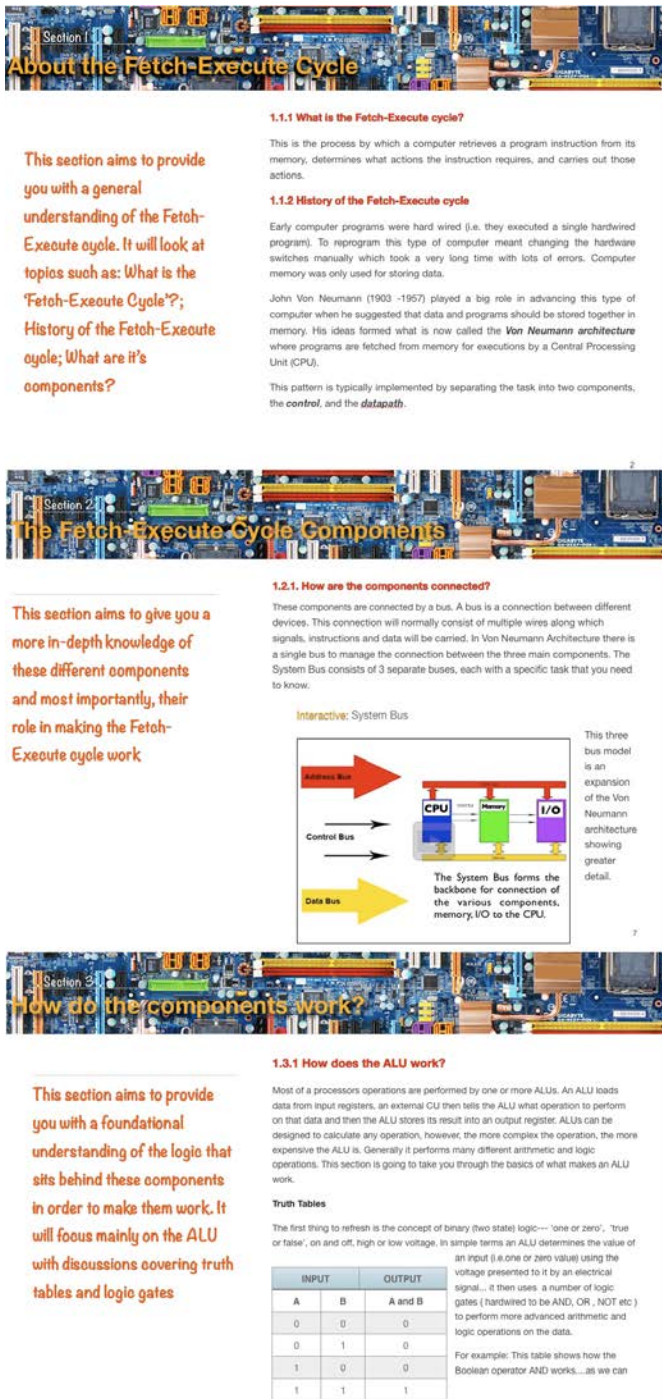 Section 1
About the Fetch-Execute Cycle
This section aims to provide
you with a general
understanding of the Fetch-
Execute cycle. It will look at
topics such as: What is the
'Fetch-Execute Cycle'?;
History of the Fetch-Execute
cycle; What are it's
components?
1.1.1 What is the Fetch-Execute cycle?
This is the process by which a computer retrieves a program instruction from its
memory, determines what actions the instruction requires, and carries out those
actions.
1.1.2 History of the Fetch-Execute cycle
Early computer programs were hard wired (i.e. they executed a single hardwired
program). To reprogram this type of computer meant changing the hardware
switches manually which took a very long time with lots of errors. Computer
memory was only used for storing data.
John Von Neumann (1903 -1957) played a big role in advancing this type of
computer when he suggested that data and programs should be stored together in
memory. His ideas formed what is now called the Von Neumann architecture
where programs are fetched from memory for executions by a Central Processing
Unit (CPU).
This pattern is typically implemented by separating the task into two components,
the control, and the datapath.
2
Section 2
The Fetch-Execute Cycle Components
This section aims to give you a
more in-depth knowledge of
these different components
and most importantly, their
role in making the Fetch-
Execute cycle work
1.2.1. How are the components connected?
These components are connected by a bus. A bus is a connection between different
devices. This connection will normally consist of multiple wires along which
signals, instructions and data will be carried. In Von Neumann Architecture there is
a single bus to manage the connection between the three main components. The
System Bus consists of 3 separate buses, each with a specific task that you need
to know.
Interactive: System Bus
Address Bus
Control Bus
Data Bus
CPU
Memory
I/O
The System Bus forms the
backbone for connection of
the various components,
memory, I/O to the CPU.
This three
bus model
is an
expansion
of the Von
Neumann
architecture
showing
greater
detail.
7
Section 3
How do the components work?
This section aims to provide
you with a foundational
understanding of the logic that
sits behind these components
in order to make them work. It
will focus mainly on the ALU
with discussions covering truth
tables and logic gates
1.3.1 How does the ALU work?
Most of a processors operations are performed by one or more ALUs. An ALU loads
data from input registers, an external CU then tells the ALU what operation to perform
on that data and then the ALU stores its result into an output register. ALUs can be
designed to calculate any operation, however, the more complex the operation, the more
expensive the ALU is. Generally it performs many different arithmetic and logic
operations. This section is going to take you through the basics of what makes an ALU
work.
Truth Tables
The first thing to refresh is the concept of binary (two state) logic--- 'one or zero', 'true
or false', on and off, high or low voltage. In simple terms an ALU determines the value of
an input (i.e.one or zero value) using the
voltage presented to it by an electrical
signal... it then uses a number of logic
gates ( hardwired to be AND, OR , NOT etc )
to perform more advanced arithmetic and
logic operations on the data.
For example: This table shows how the
Boolean operator AND works....as we can
INPUT OUTPUT
A B A and B
0 0 0
0 1 0
1 0 0
1 1 1